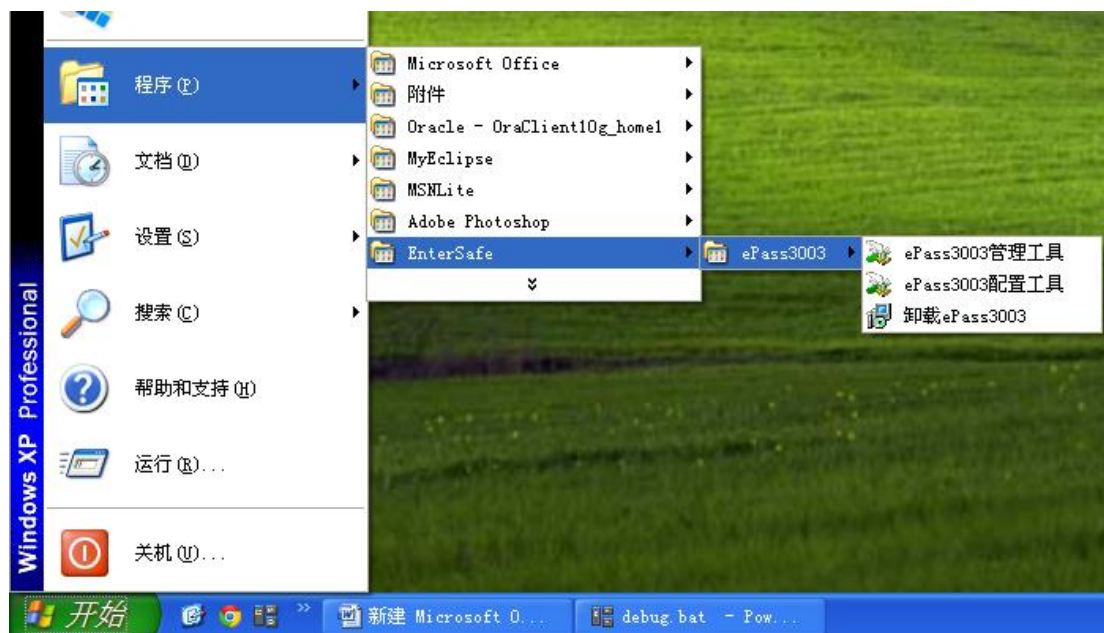 程序(P)
文档(D)
设置(S)
搜索(C)
帮助和支持(H)
运行(R)...
关机(U)...
Windows XP Professional
Microsoft Office
附件
Oracle - OraClient10g_home1
MyEclipse
MSNLite
Adobe Photoshop
EnterSafe
ePass3003
ePass3003管理工具
ePass3003配置工具
卸载ePass3003
开始
新建 Microsoft O...
debug.bat - Pow...